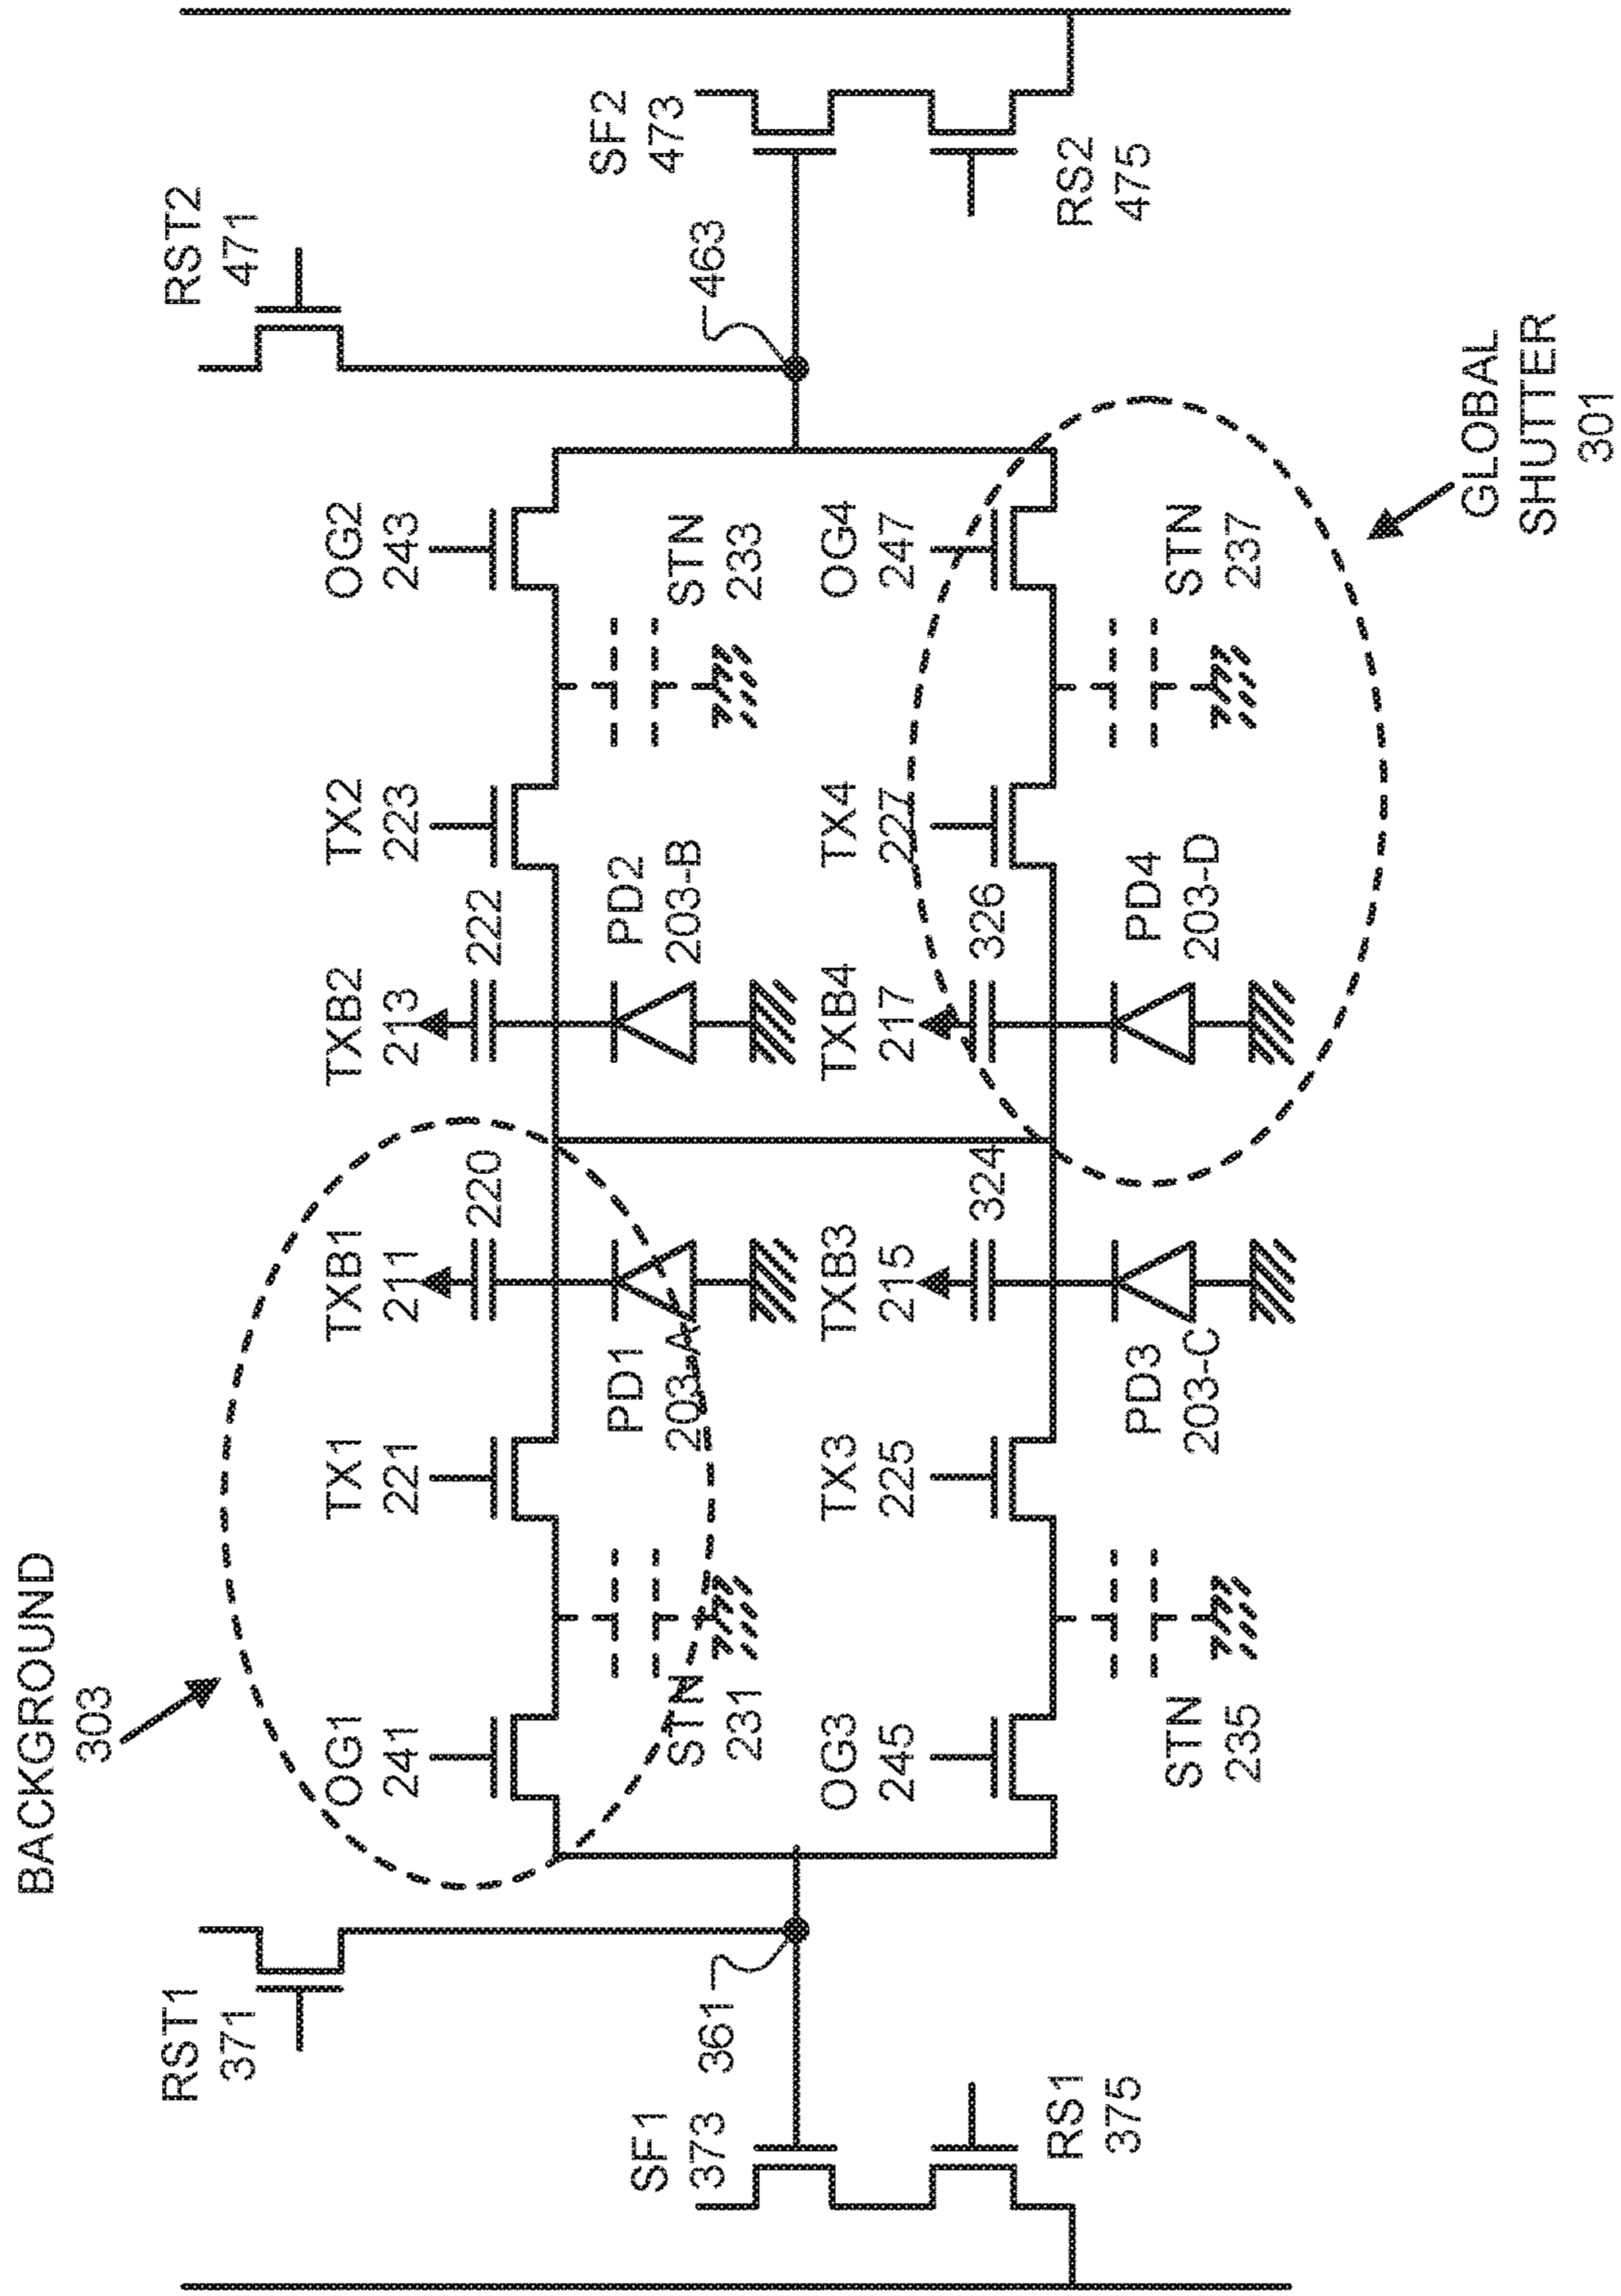 BACKGROUND
303
RST1
371
RST2
471
OG1
241
TX1
221
TXB1
211
220
TXB2
213
222
TX2
223
OG2
243
SF1
373
361
STN
231
PD1
203-A
PD2
203-B
STN
233
463
SF2
473
OG3
245
TX3
225
TXB3
215
324
TXB4
217
326
TX4
227
OG4
247
RS1
375
STN
235
PD3
203-C
PD4
203-D
STN
237
RS2
475
GLOBAL
SHUTTER
301